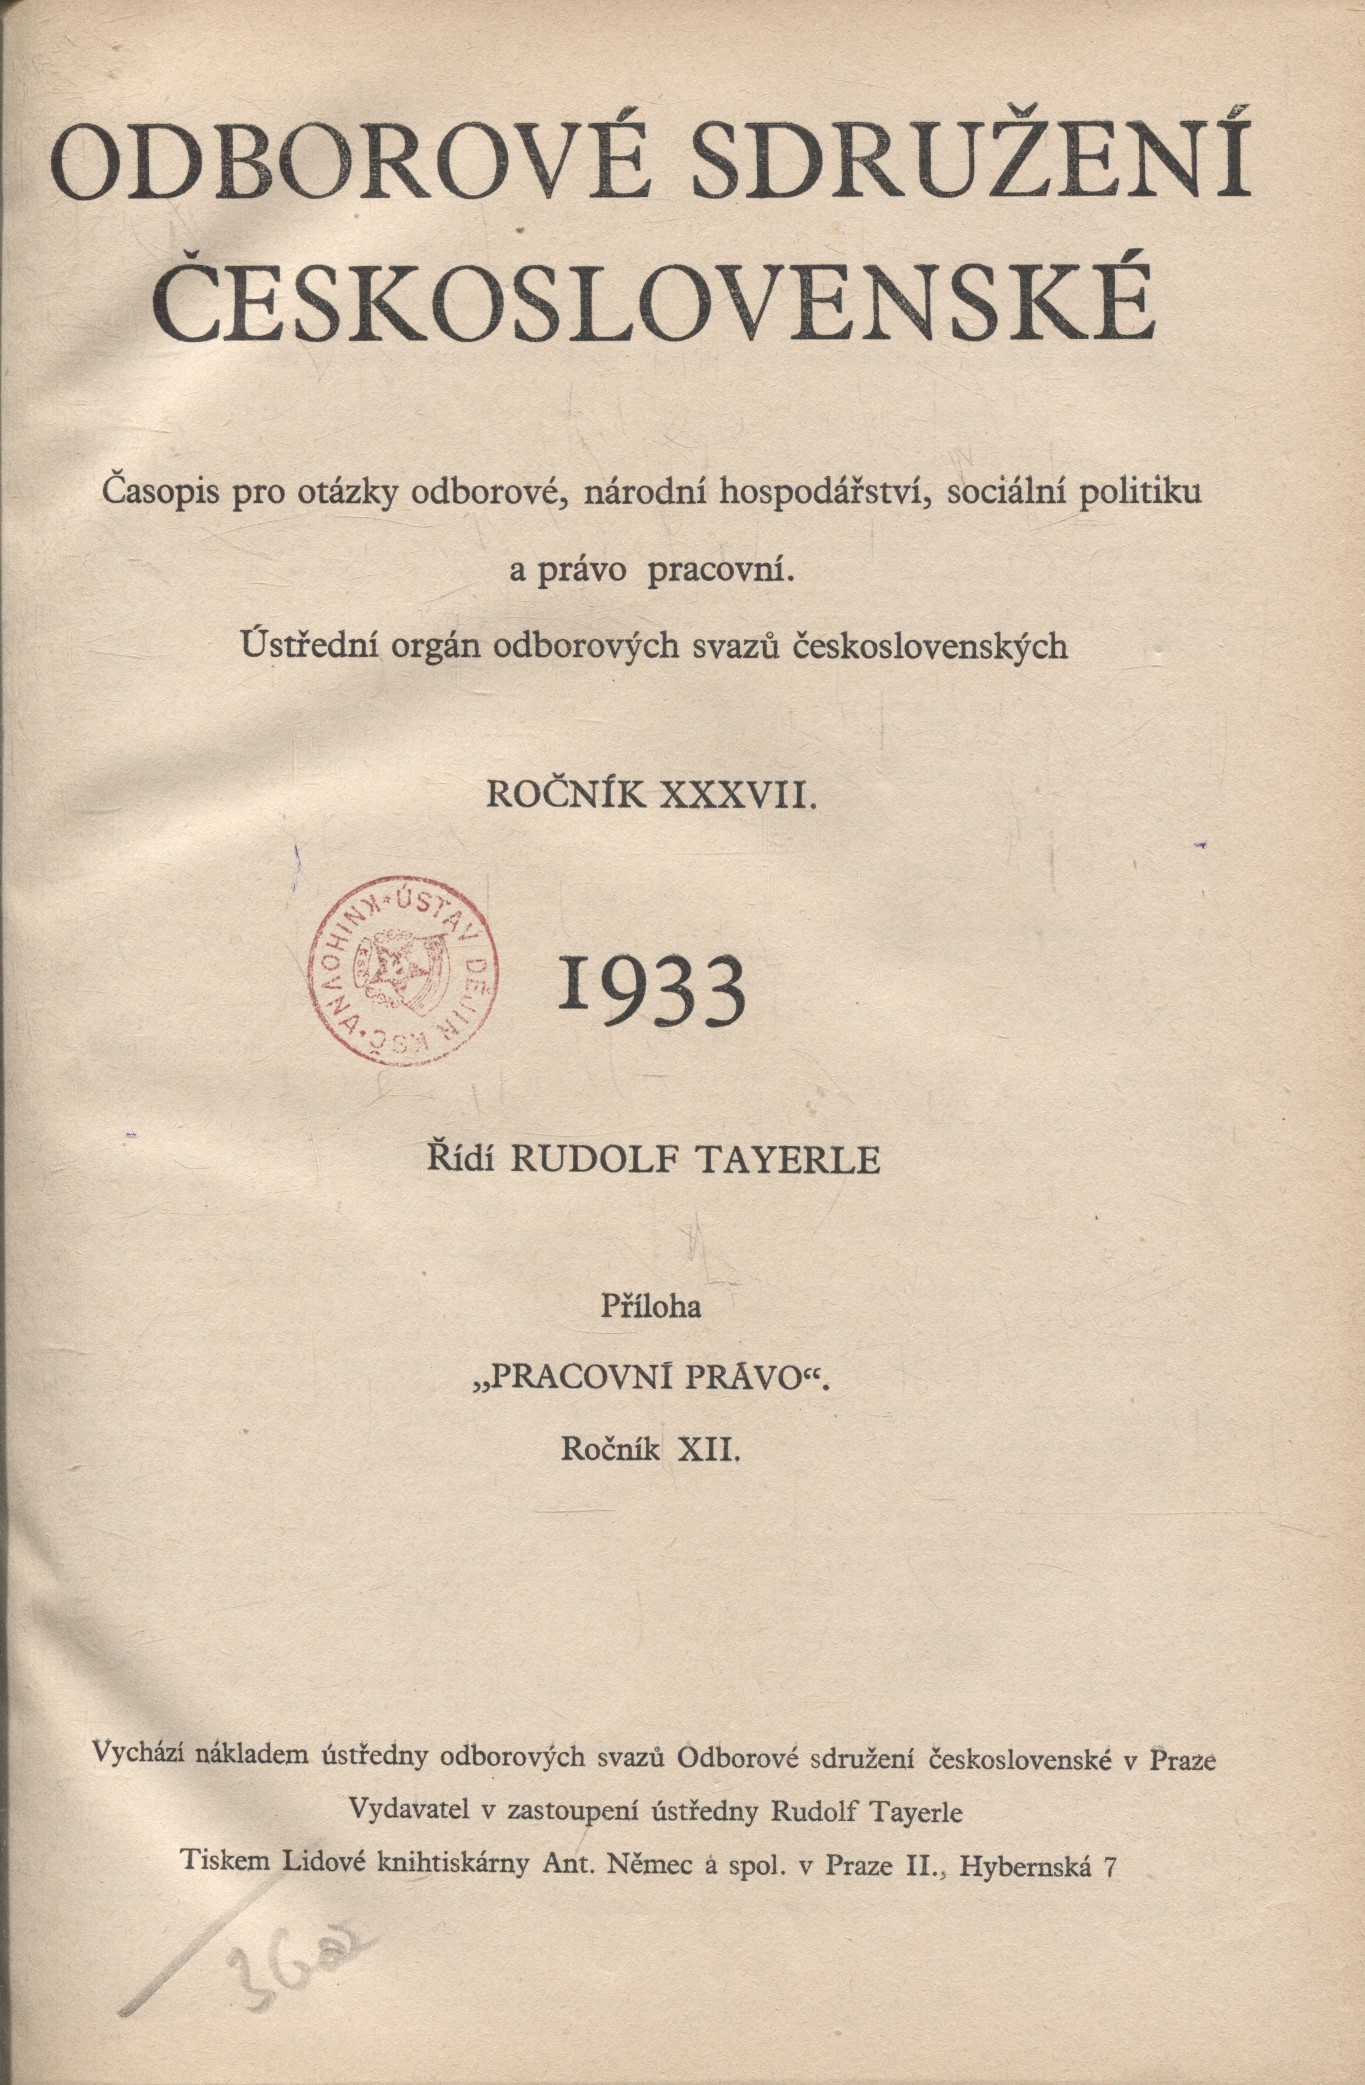 ODBOROVÉ SDRUŽENÍ
ČESKOSLOVENSKÉ
Časopis pro otázky odborové, národní hospodářství, sociální politiku
a právo pracovní.
Ústřední orgán odborových svazů československých
ROČNÍK XXXVII.
KNIHOVNA • ÚSTAV DĚJIN KSČ •
1933
Řídí RUDOLF TAYERLE
Příloha
„PRACOVNÍ PRÁVO“.
Ročník XII.
Vychází nákladem ústředny odborových svazů Odborové sdružení československé v Praze
Vydavatel v zastoupení ústředny Rudolf Tayerle
Tiskem Lidové knihtiskárny Ant. Němec a spol. v Praze II., Hybernská 7